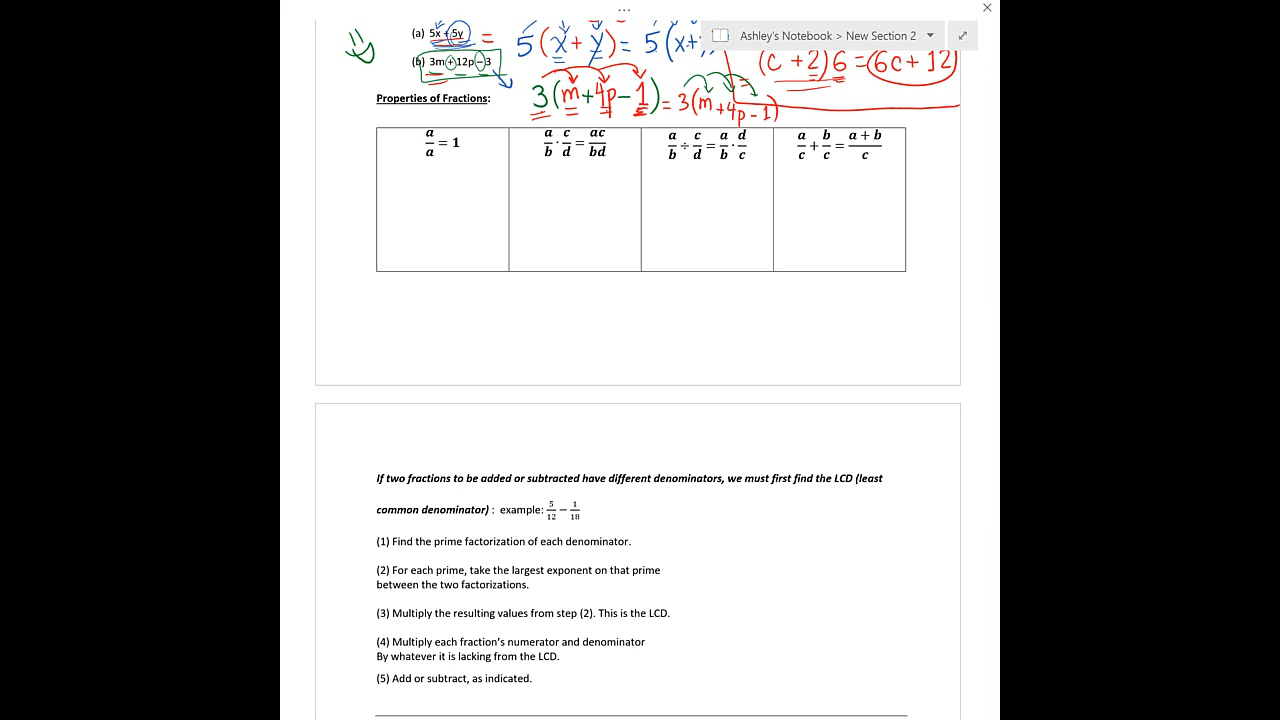 (a) 5x + 5y = 5 (x + y) = 5 (x+
Ashley's Notebook > New Section 2
(b) 3m + 12p − 3
(c + 2) 6 = 6c + 12
3 (m + 4p − 1) = 3 (m + 4p − 1)
Properties of Fractions:
a/a = 1
a/b · c/d = ac/bd
a/b ÷ c/d = a/b · d/c
a/c + b/c = a + b/c
If two fractions to be added or subtracted have different denominators, we must first find the LCD (least
common denominator) : example: 5/12 − 1/18
(1) Find the prime factorization of each denominator.
(2) For each prime, take the largest exponent on that prime
between the two factorizations.
(3) Multiply the resulting values from step (2). This is the LCD.
(4) Multiply each fraction's numerator and denominator
By whatever it is lacking from the LCD.
(5) Add or subtract, as indicated.